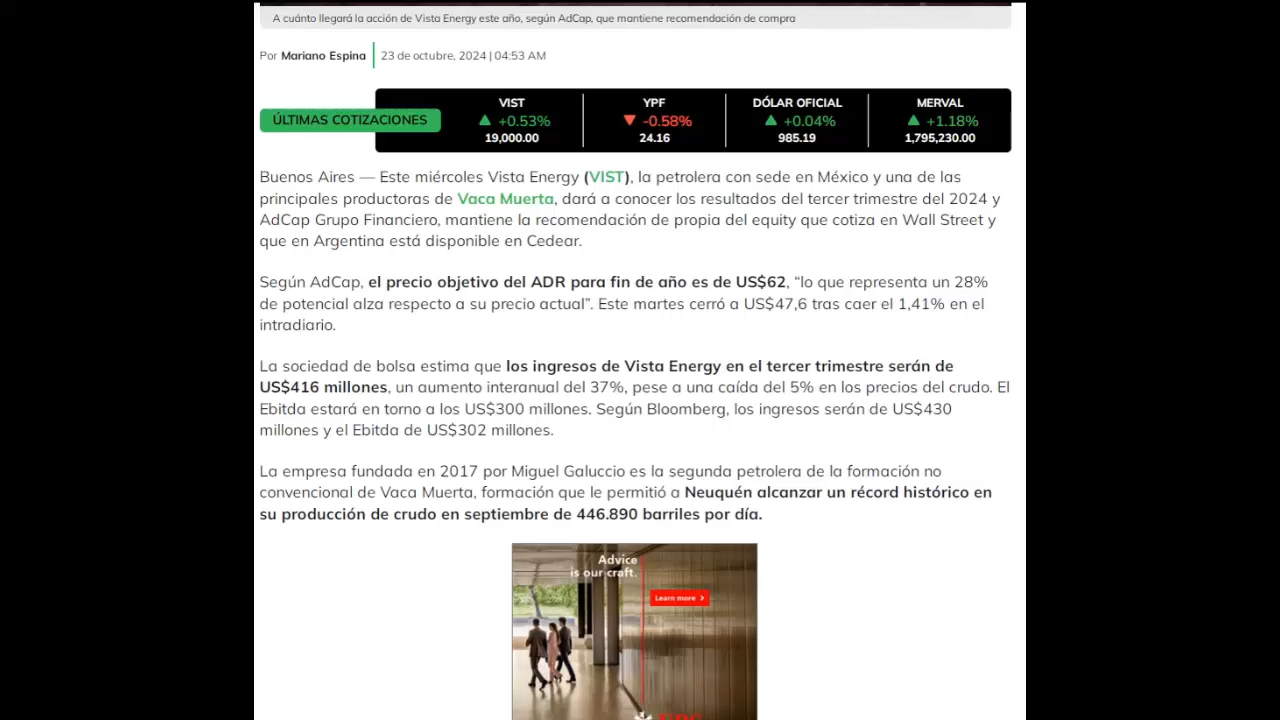 A cuánto llegará la acción de Vista Energy este año, según AdCap, que mantiene recomendación de compra
Por Mariano Espina 23 de octubre, 2024 | 04:53 AM
ÚLTIMAS COTIZACIONES
VIST
+0.53%
19,000.00
YPF
-0.58%
24.16
DÓLAR OFICIAL
+0.04%
985.19
MERVAL
+1.18%
1,795,230.00
Buenos Aires — Este miércoles Vista Energy (VIST), la petrolera con sede en México y una de las
principales productoras de Vaca Muerta, dará a conocer los resultados del tercer trimestre del 2024 y
AdCap Grupo Financiero, mantiene la recomendación de propia del equity que cotiza en Wall Street y
que en Argentina está disponible en Cedear.
Según AdCap, el precio objetivo del ADR para fin de año es de US$62, “lo que representa un 28%
de potencial alza respecto a su precio actual”. Este martes cerró a US$47,6 tras caer el 1,41% en el
intradiario.
La sociedad de bolsa estima que los ingresos de Vista Energy en el tercer trimestre serán de
US$416 millones, un aumento interanual del 37%, pese a una caída del 5% en los precios del crudo. El
Ebitda estará en torno a los US$300 millones. Según Bloomberg, los ingresos serán de US$430
millones y el Ebitda de US$302 millones.
La empresa fundada en 2017 por Miguel Galuccio es la segunda petrolera de la formación no
convencional de Vaca Muerta, formación que le permitió a Neuquén alcanzar un récord histórico en
su producción de crudo en septiembre de 446.890 barriles por día.
Advice
is our craft.
Learn more